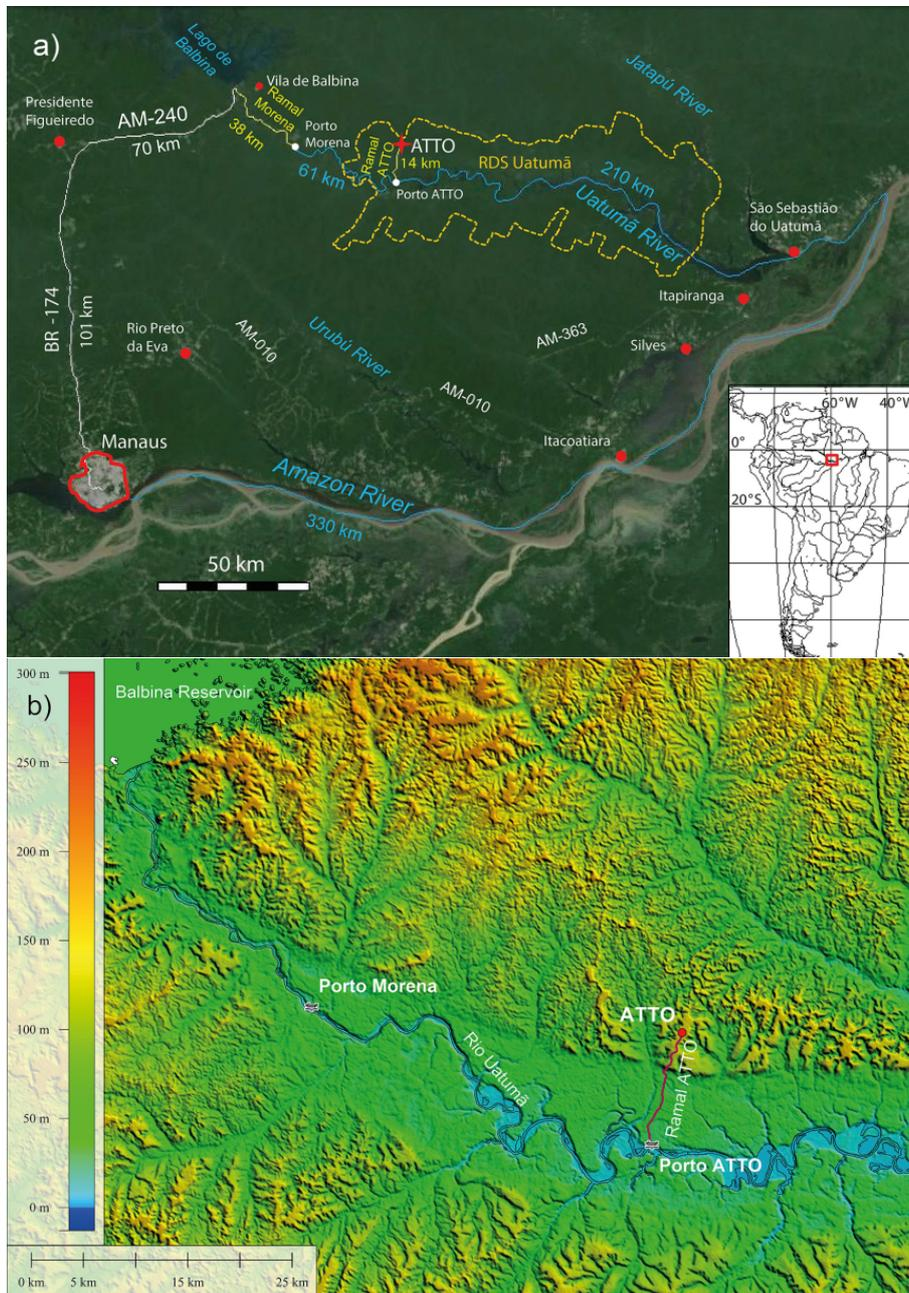 a)
Lago de
Balbina
Vila de Balbina
Jatapú River
Presidente
Figueiredo
AM-240
70 km
Ramal
Morena
38 km
Porto
Morena
Ramal
ATTO
ATTO
14 km
RDS Uatumã
210 km
61 km
Porto ATTO
Uatumã River
São Sebastião
do Uatumã
BR -174
101 km
Itapiranga
Rio Preto
da Eva
AM-010
Urubú River
AM-363
Silves
AM-010
Manaus
Itacoatiara
Amazon River
330 km
50 km
60°W
40°W
0°
20°S
b)
Balbina Reservoir
300 m
250 m
200 m
150 m
100 m
50 m
0 m
Porto Morena
ATTO
Rio Uatumã
Ramal ATTO
Porto ATTO
0 km
5 km
15 km
25 km